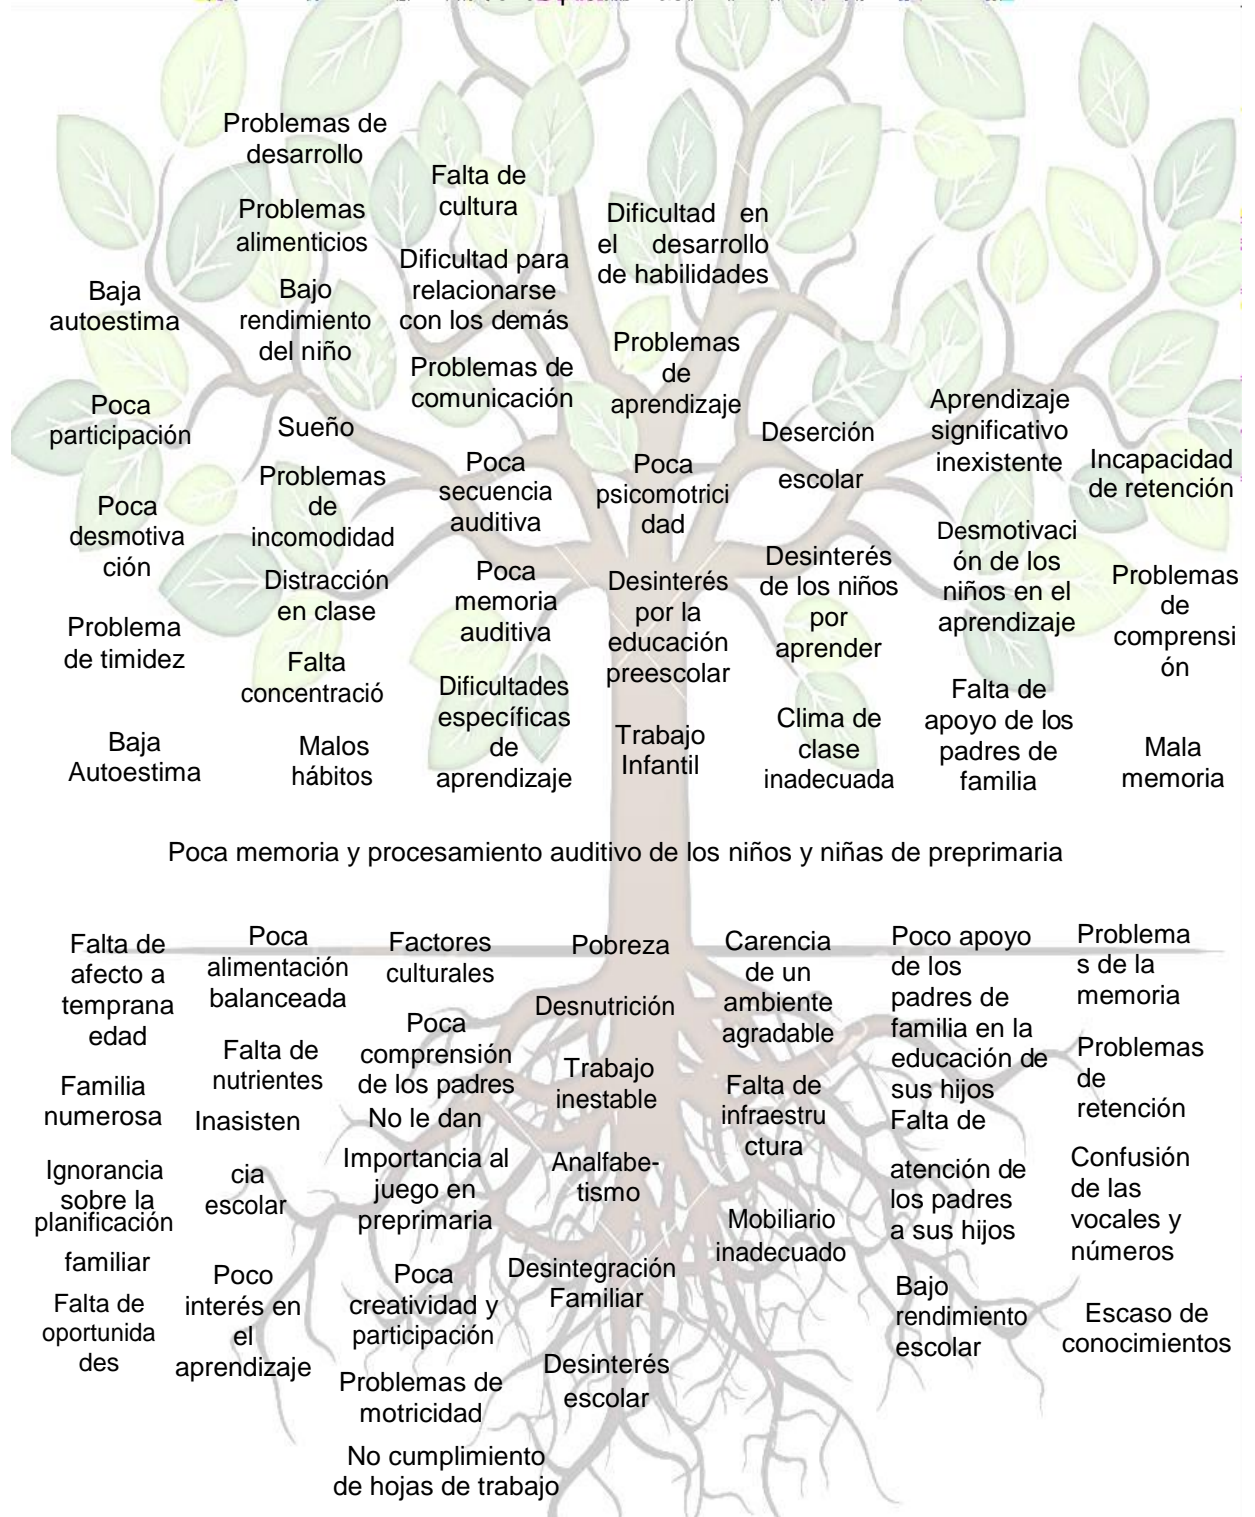 Problemas de
desarrollo
Problemas
alimenticios
Falta de
cultura
Dificultad en
el desarrollo
de habilidades
Baja
autoestima
Bajo
rendimiento
del niño
Dificultad para
relacionarse
con los demás
Problemas
de
aprendizaje
Problemas de
comunicación
Poca
participación
Sueño
Deserción
escolar
Aprendizaje
significativo
inexistente
Incapacidad
de retención
Poca
desmotiva
ción
Problemas
de
incomodidad
Poca
secuencia
auditiva
Poca
psicomotrici
dad
Desinterés
de los niños
por
aprender
Desmotivaci
ón de los
niños en el
aprendizaje
Problemas
de
comprensi
ón
Problema
de timidez
Distracción
en clase
Poca
memoria
auditiva
Desinterés
por la
educación
preescolar
Falta
concentració
Baja
Autoestima
Malos
hábitos
Dificultades
específicas
de
aprendizaje
Trabajo
Infantil
Clima de
clase
inadecuada
Falta de
apoyo de los
padres de
familia
Mala
memoria
Poca memoria y procesamiento auditivo de los niños y niñas de preprimaria
Falta de
afecto a
temprana
edad
Familia
numerosa
Ignorancia
sobre la
planificación
familiar
Falta de
oportunida
des
Poca
alimentación
balanceada
Falta de
nutrientes
Inasisten
cia
escolar
Poco
interés en
el
aprendizaje
Factores
culturales
Poca
comprensión
de los padres
No le dan
Importancia al
juego en
preprimaria
Poca
creatividad y
participación
Problemas de
motricidad
No cumplimiento
de hojas de trabajo
Pobreza
Desnutrición
Trabajo
inestable
Analfabe-
tismo
Desintegración
Familiar
Desinterés
escolar
Carencia
de un
ambiente
agradable
Falta de
infraestru
ctura
Mobiliario
inadecuado
Poco apoyo
de los
padres de
familia en la
educación de
sus hijos
Falta de
atención de
los padres
a sus hijos
Bajo
rendimiento
escolar
Problema
s de la
memoria
Problemas
de
retención
Confusión
de las
vocales y
números
Escaso de
conocimientos